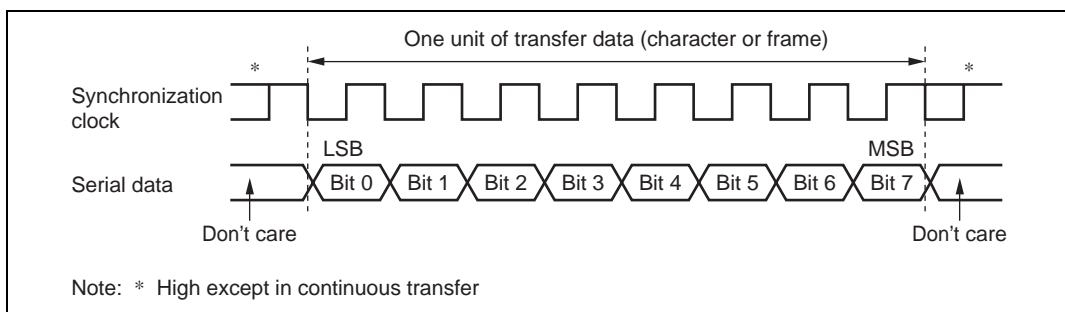 One unit of transfer data (character or frame)
* *
Synchronization
clock
LSB MSB
Serial data Bit 0 Bit 1 Bit 2 Bit 3 Bit 4 Bit 5 Bit 6 Bit 7
Don't care Don't care
Note: * High except in continuous transfer